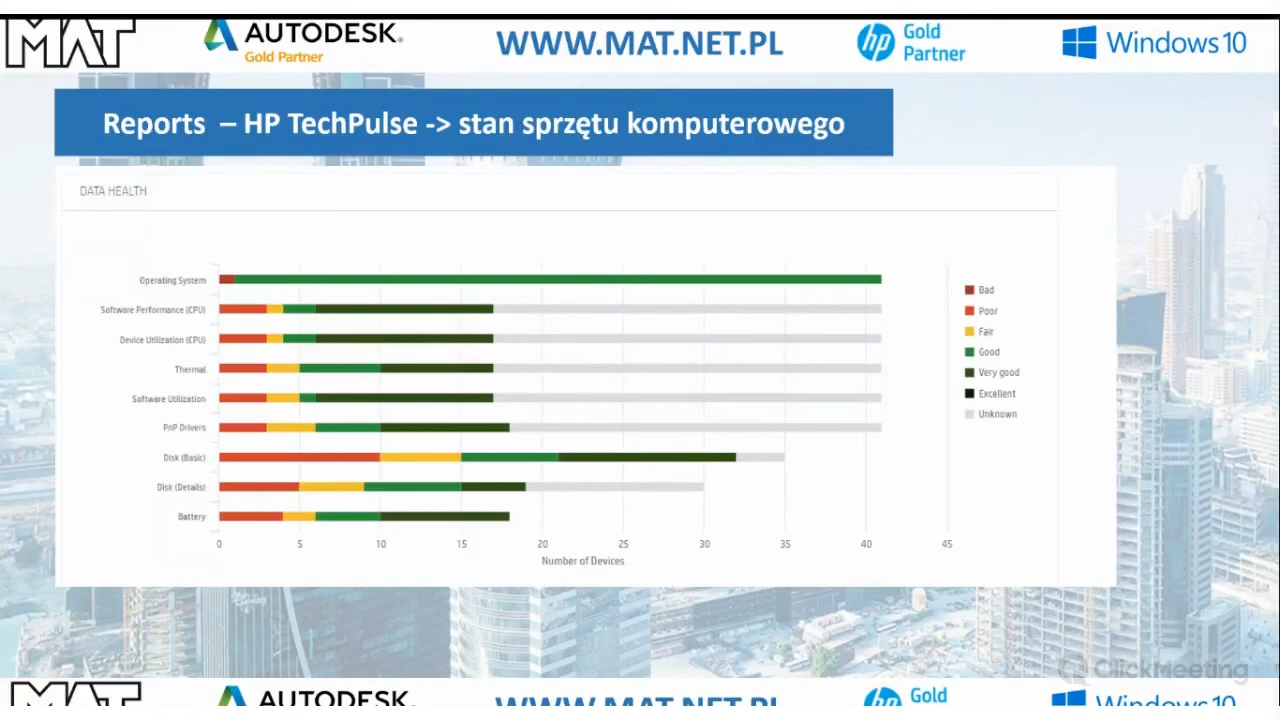 MAT
AUTODESK.
Gold Partner
WWW.MAT.NET.PL
hp
Gold
Partner
Windows 10
Reports – HP TechPulse -> stan sprzętu komputerowego
DATA HEALTH
Operating System
Software Performance (CPU)
Device Utilization (CPU)
Thermal
Software Utilization
PnP Drivers
Disk (Basic)
Disk (Details)
Battery
0 5 10 15 20 25 30 35 40 45
Number of Devices
Bad
Poor
Fair
Good
Very good
Excellent
Unknown
ClickMeeting
MAT
AUTODESK.
WWW.MAT.NET.PL
hp
Gold
Windows 10